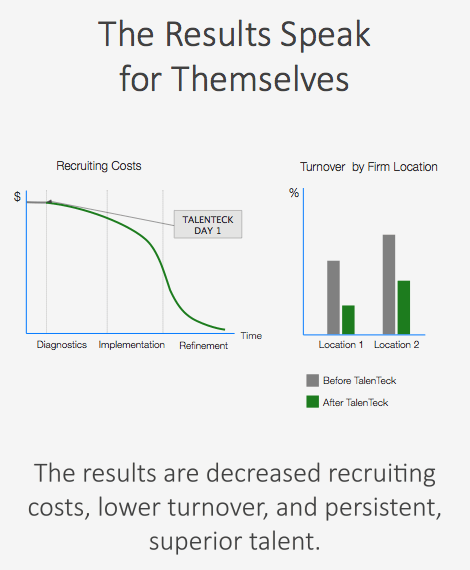 The Results Speak
for Themselves
Recruiting Costs
$
TALENTECK
DAY 1
Time
Diagnostics Implementation Refinement
Turnover by Firm Location
%
Location 1 Location 2
Before TalenTeck
After TalenTeck
The results are decreased recruiting
costs, lower turnover, and persistent,
superior talent.